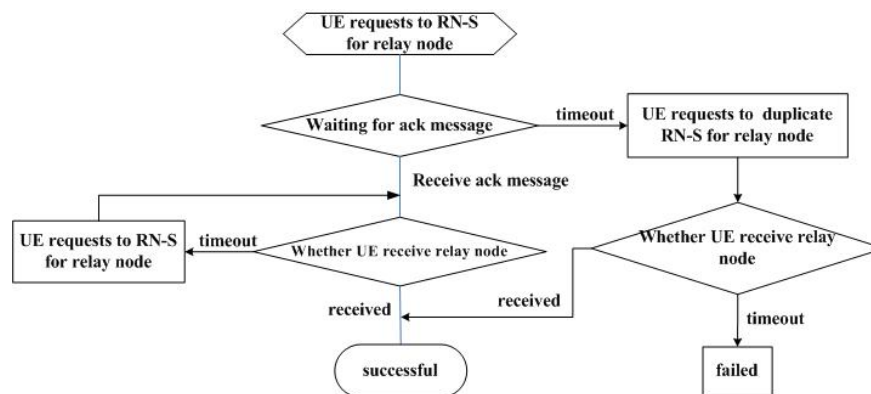 UE requests to RN-S
for relay node
Waiting for ack message
timeout
UE requests to duplicate
RN-S for relay node
Receive ack message
UE requests to RN-S
for relay node
timeout
Whether UE receive relay node
Whether UE receive relay
node
received
received
timeout
successful
failed